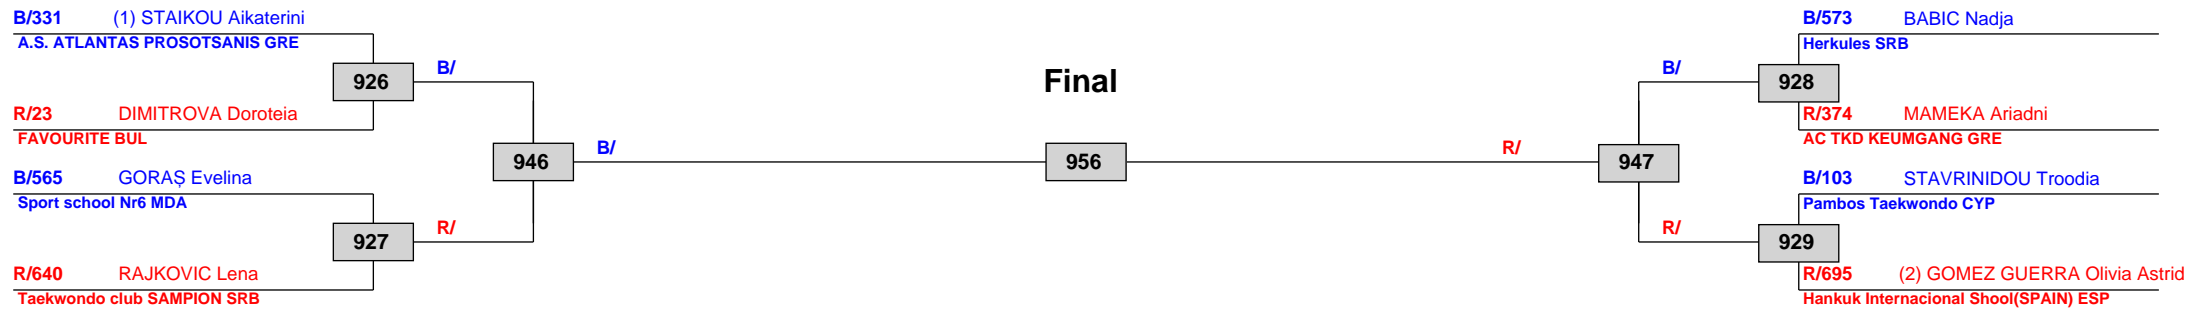 B/331 (1) STAIKOU Aikaterini
A.S. ATLANTAS PROSOTSANIS GRE
926
B/
R/23 DIMITROVA Doroteia
FAVOURITE BUL
946
B/
B/565 GORAȘ Evelina
Sport school Nr6 MDA
927
R/
R/640 RAJKOVIC Lena
Taekwondo club SAMPION SRB
Final
956
B/573 BABIC Nadja
Herkules SRB
B/
928
R/374 MAMEKA Ariadni
AC TKD KEUMGANG GRE
R/
947
B/103 STAVRINIDOU Troodia
Pambos Taekwondo CYP
R/
929
R/695 (2) GOMEZ GUERRA Olivia Astrid
Hankuk Internacional Shool(SPAIN) ESP